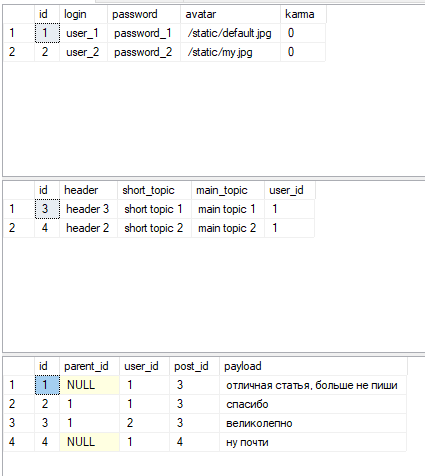 id login password avatar karma
1 1 user_1 password_1 /static/default.jpg 0
2 2 user_2 password_2 /static/my.jpg 0
id header short_topic main_topic user_id
1 3 header 3 short topic 1 main topic 1 1
2 4 header 2 short topic 2 main topic 2 1
id parent_id user_id post_id payload
1 1 NULL 1 3 отличная статья, больше не пиши
2 2 1 1 3 спасибо
3 3 1 2 3 великолепно
4 4 NULL 1 4 ну почти